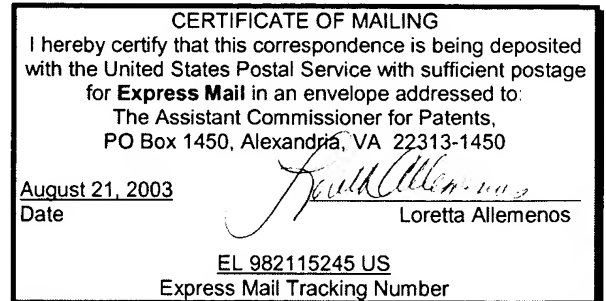 CERTIFICATE OF MAILING
I hereby certify that this correspondence is being deposited
with the United States Postal Service with sufficient postage
for Express Mail in an envelope addressed to:
The Assistant Commissioner for Patents,
PO Box 1450, Alexandria, VA 22313-1450
August 21, 2003
Loretta Allemenos
Date
Loretta Allemenos
EL 982115245 US
Express Mail Tracking Number